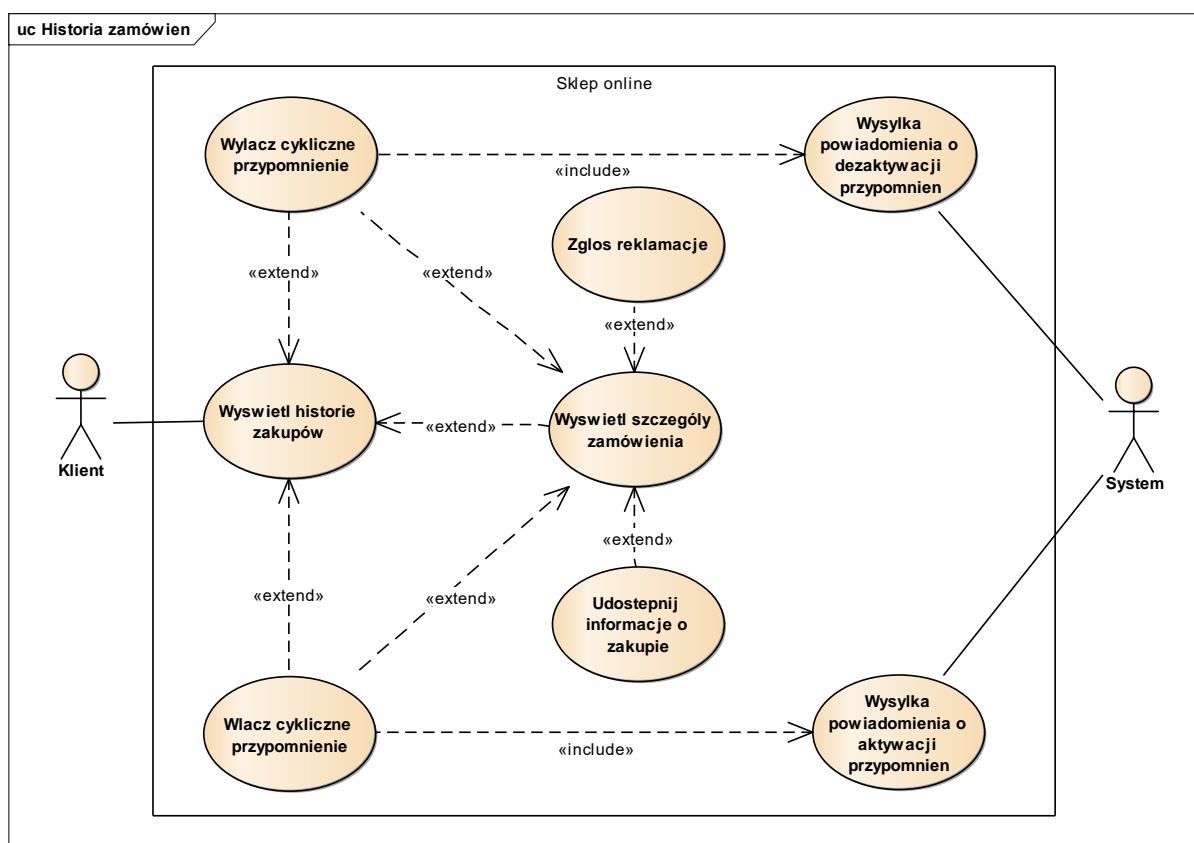 uc Historia zamówien
Sklep online
Wylacz cykliczne
przypomnienie
«include»
Wysylka
powiadomienia o
dezaktywacji
przypomnien
Zglos reklamacje
«extend»
«extend»
«extend»
Wyswietl historie
zakupów
«extend»
Wyswietl szczególy
zamówienia
Klient
System
«extend»
«extend»
«extend»
Udostepnij
informacje o
zakupie
Wlacz cykliczne
przypomnienie
«include»
Wysylka
powiadomienia o
aktywacji
przypomnien